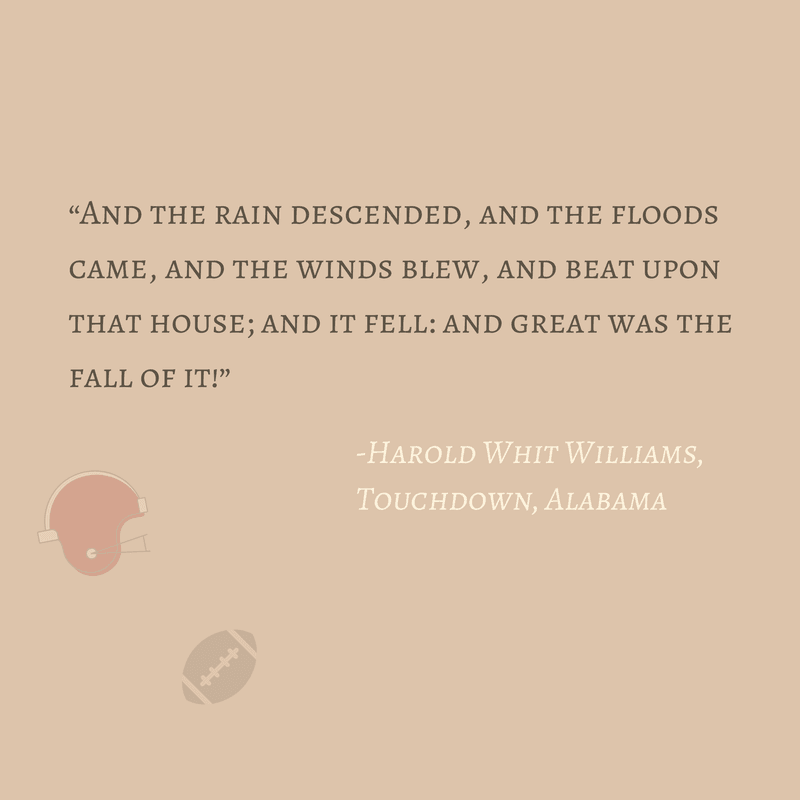 “And the rain descended, and the floods
came, and the winds blew, and beat upon
that house; and it fell: and great was the
fall of it!”
-Harold Whit Williams,
Touchdown, Alabama